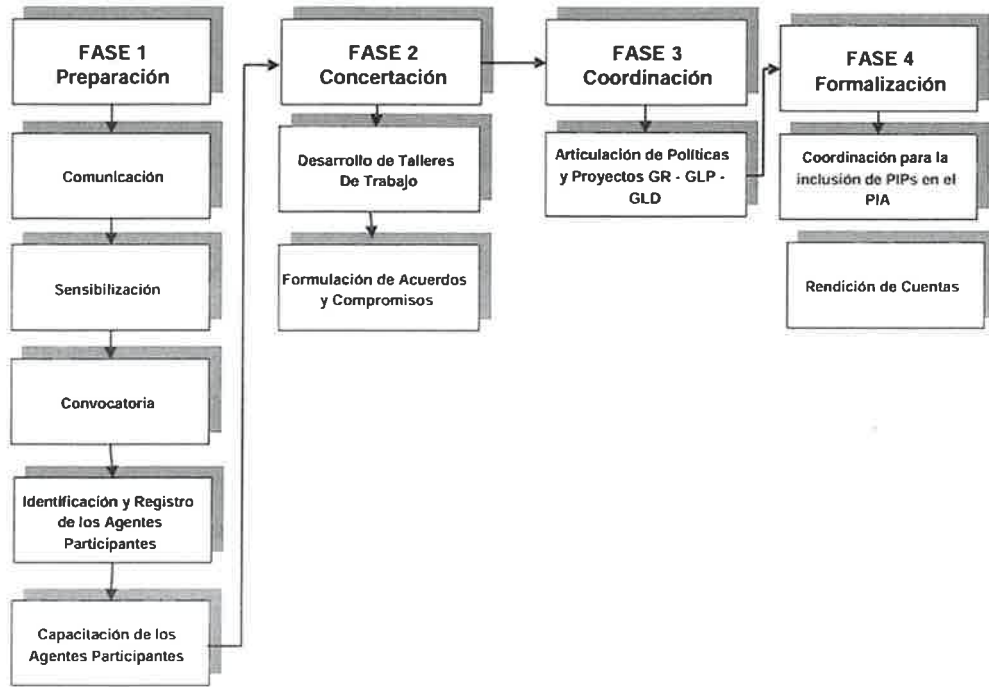 FASE 1
Preparación
Comunicación
Sensibilización
Convocatoria
Identificación y Registro
de los Agentes
Participantes
Capacitación de los
Agentes Participantes
FASE 2
Concertación
Desarrollo de Talleres
De Trabajo
Formulación de Acuerdos
y Compromisos
FASE 3
Coordinación
Articulación de Políticas
y Proyectos GR - GLP -
GLD
FASE 4
Formalización
Coordinación para la
inclusión de PIPs en el
PIA
Rendición de Cuentas